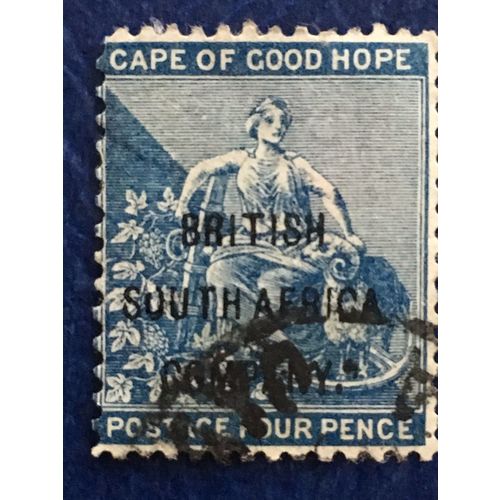 CAPE OF GOOD HOPE
BRITISH
SOUTH AFRICA
COMPANY.
POSTAGE FOUR PENCE